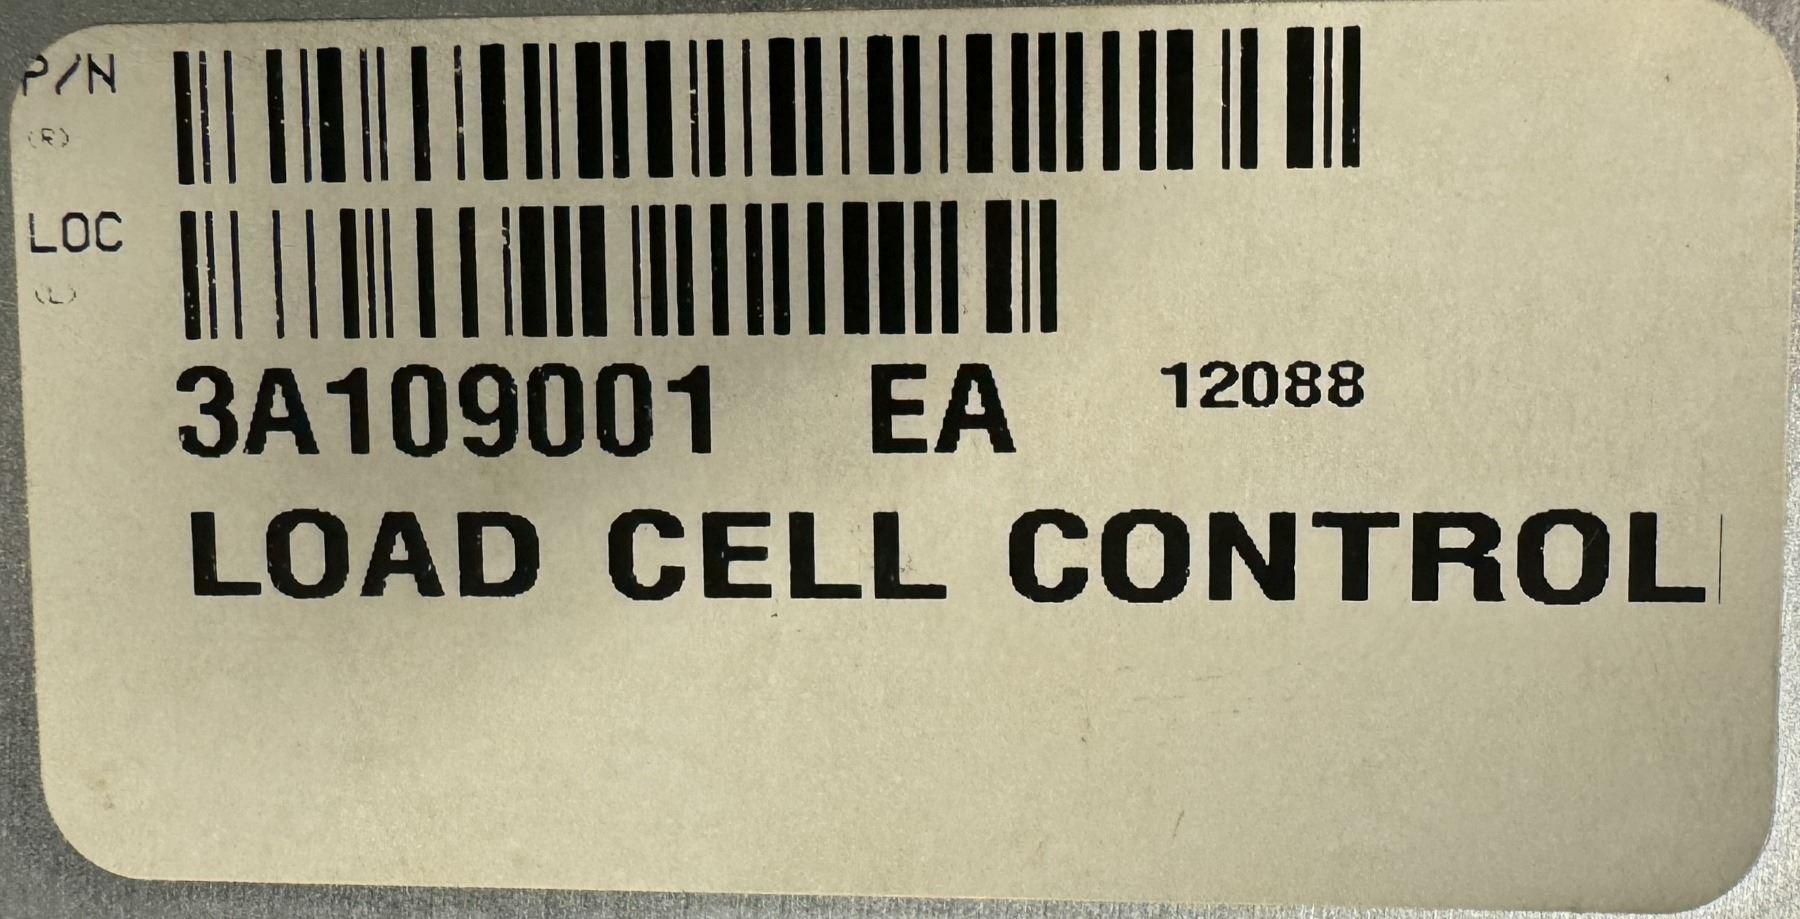 P/N
(R)
LOC
(L)
3A109001 EA 12088
LOAD CELL CONTROL